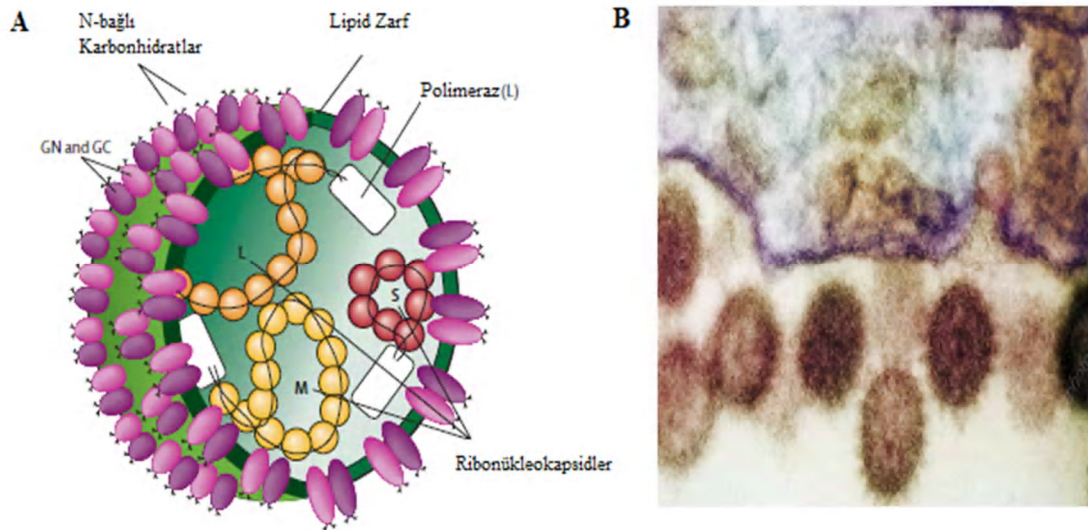 A
N-bağlı
Karbonhidratlar
Lipid Zarf
B
Polimeraz(L)
GN and GC
L
S
M
Ribonükleokapsidler